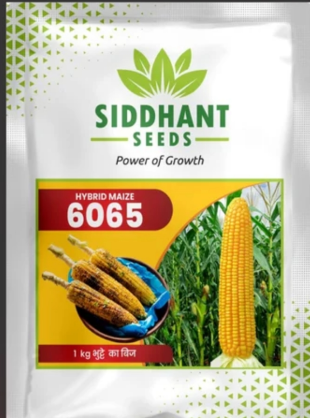 SIDDHANT
SEEDS
Power of Growth
HYBRID MAIZE
6065
1 kg भुट्टे का बिज